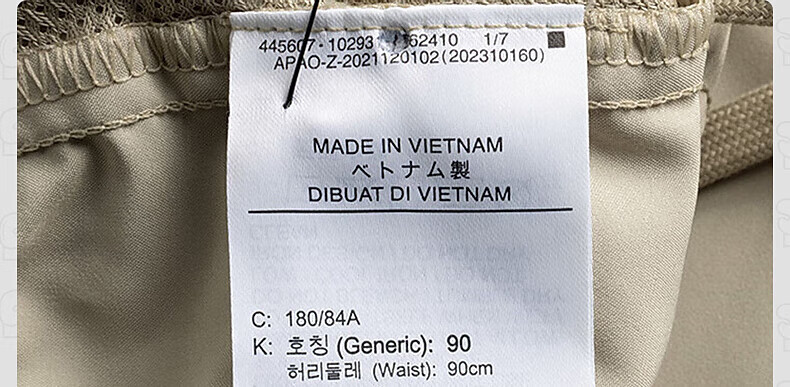 445607-10293 62410 1/7
APAO-Z-2021120102(202310160)
MADE IN VIETNAM
ベトナム製
DIBUAT DI VIETNAM
C: 180/84A
K: 호칭 (Generic): 90
허리둘레 (Waist): 90cm